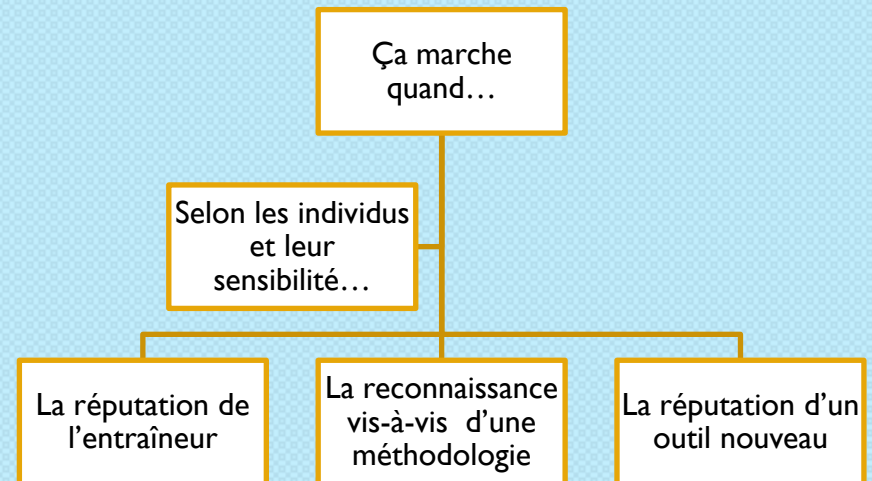 Ça marche
quand…
Selon les individus
et leur
sensibilité…
La réputation de
l’entraîneur
La reconnaissance
vis-à-vis  d’une
méthodologie
La réputation d’un
outil nouveau